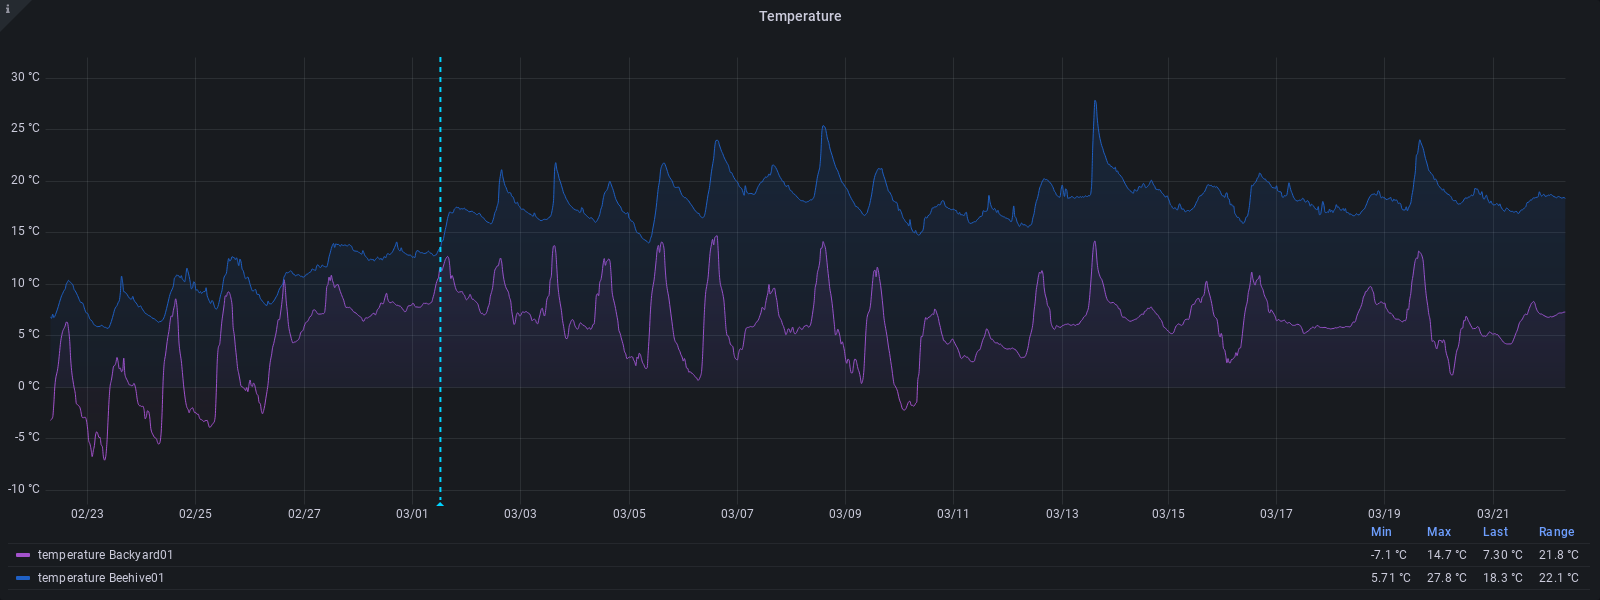 i
Temperature
30 °C
25 °C
20 °C
15 °C
10 °C
5 °C
0 °C
-5 °C
-10 °C
02/23 02/25 02/27 03/01 03/03 03/05 03/07 03/09 03/11 03/13 03/15 03/17 03/19 03/21
Min Max Last Range
temperature Backyard01 -7.1 °C 14.7 °C 7.30 °C 21.8 °C
temperature Beehive01 5.71 °C 27.8 °C 18.3 °C 22.1 °C